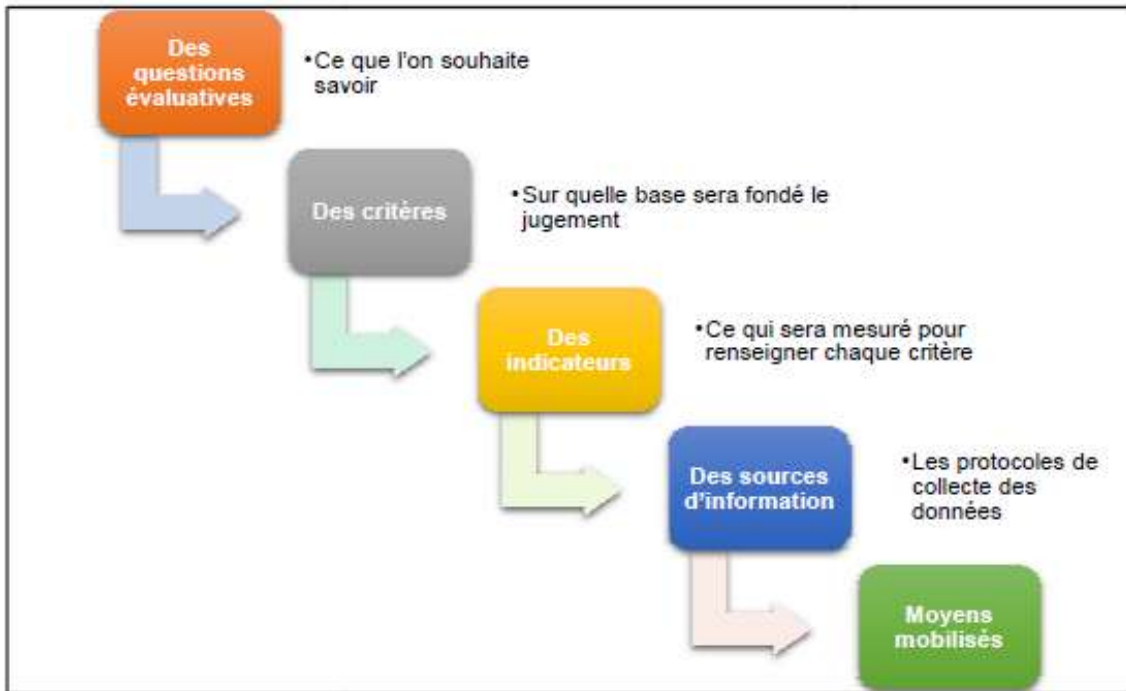 Des
questions
évaluatives
•Ce que l'on souhaite
savoir
Des critères
•Sur quelle base sera fondé le
jugement
Des
indicateurs
•Ce qui sera mesuré pour
renseigner chaque critère
Des sources
d'information
•Les protocoles de
collecte des
données
Moyens
mobilisés